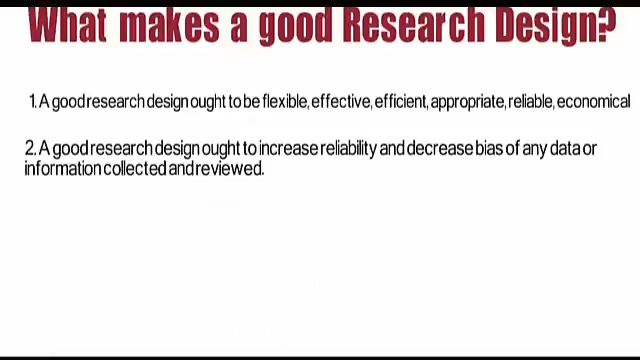 What makes a good Research Design?
1. A good research design ought to be flexible, effective, efficient, appropriate, reliable, economical
2. A good research design ought to increase reliability and decrease bias of any data or
information collected and reviewed.